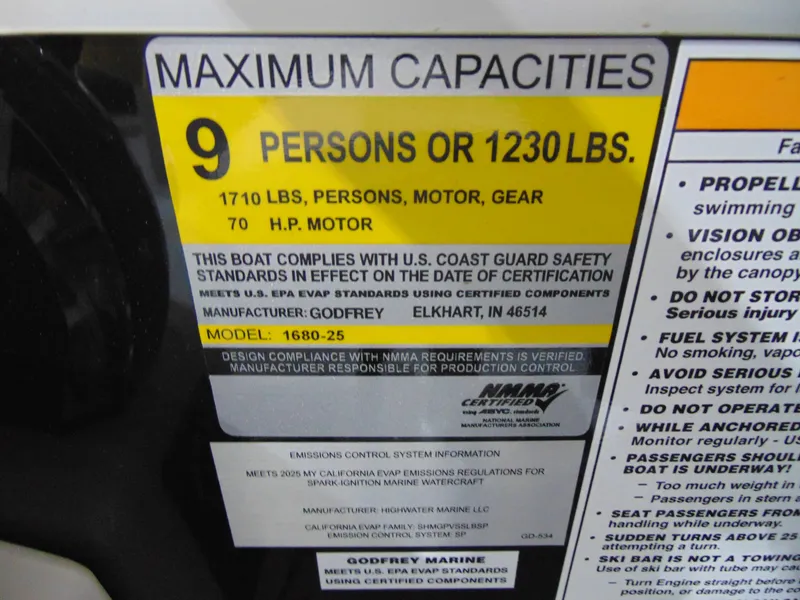 MAXIMUM CAPACITIES
9 PERSONS OR 1230 LBS.
1710 LBS, PERSONS, MOTOR, GEAR
70 H.P. MOTOR
THIS BOAT COMPLIES WITH U.S. COAST GUARD SAFETY
STANDARDS IN EFFECT ON THE DATE OF CERTIFICATION
MEETS U.S. EPA EVAP STANDARDS USING CERTIFIED COMPONENTS
MANUFACTURER: GODFREY ELKHART, IN 46514
MODEL: 1680-25
DESIGN COMPLIANCE WITH NMMA REQUIREMENTS IS VERIFIED.
MANUFACTURER RESPONSIBLE FOR PRODUCTION CONTROL
NMMA
CERTIFIED
using ABYC standards
NATIONAL MARINE
MANUFACTURERS ASSOCIATION
EMISSIONS CONTROL SYSTEM INFORMATION
MEETS 2025 MY CALIFORNIA EVAP EMISSIONS REGULATIONS FOR
SPARK-IGNITION MARINE WATERCRAFT
MANUFACTURER: HIGHWATER MARINE LLC
CALIFORNIA EVAP FAMILY: SHMGPVSSLBSP
EMISSION CONTROL SYSTEM: SP GD-534
GODFREY MARINE
MEETS U.S. EPA EVAP STANDARDS
USING CERTIFIED COMPONENTS
Fa
• PROPELL
swimming
• VISION OB
enclosures a
by the canopy
• DO NOT STOR
Serious injury
• FUEL SYSTEM I
No smoking, vapo
• AVOID SERIOUS
Inspect system for l
• DO NOT OPERATE
• WHILE ANCHORED
Monitor regularly - US
• PASSENGERS SHOUL
BOAT IS UNDERWAY!
– Too much weight in
– Passengers in stern a
• SEAT PASSENGERS FROM
handling while underway.
• SUDDEN TURNS ABOVE 25
attempting a turn.
• SKI BAR IS NOT A TOWING
Use of ski bar with tube may cau
– Turn Engine straight before
position, or damage to the co